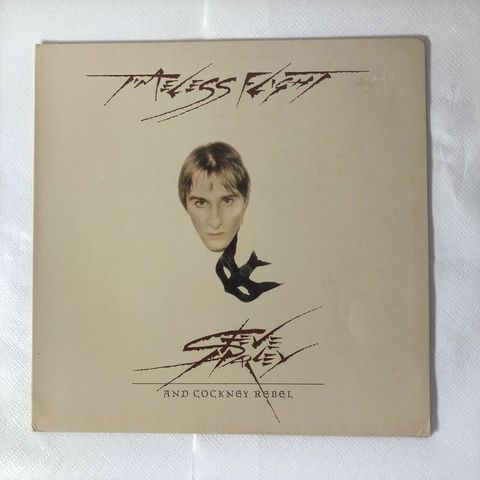 TIMELESS FLIGHT
STEVE
HARLEY
AND COCKNEY REBEL